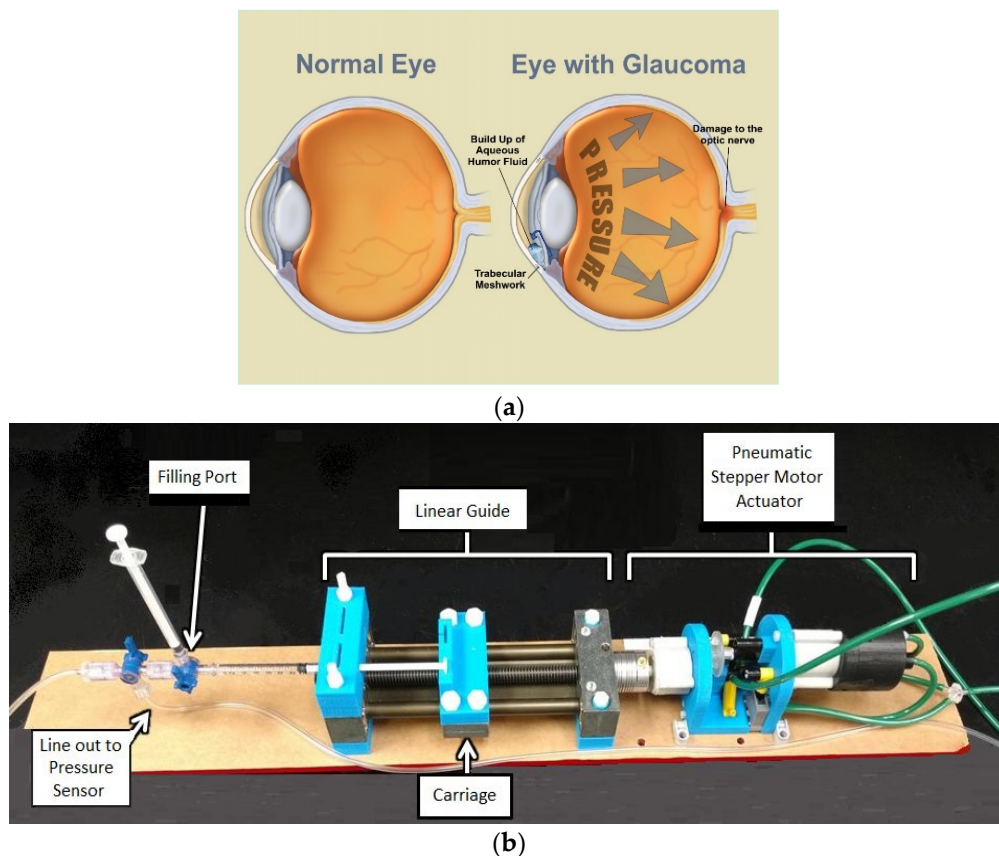 Normal Eye
Eye with Glaucoma
Build Up of
Aqueous
Humor Fluid
Damage to the
optic nerve
PRESSURE
Trabecular
Meshwork
(a)
Filling Port
Linear Guide
Pneumatic
Stepper Motor
Actuator
Line out to
Pressure
Sensor
Carriage
(b)